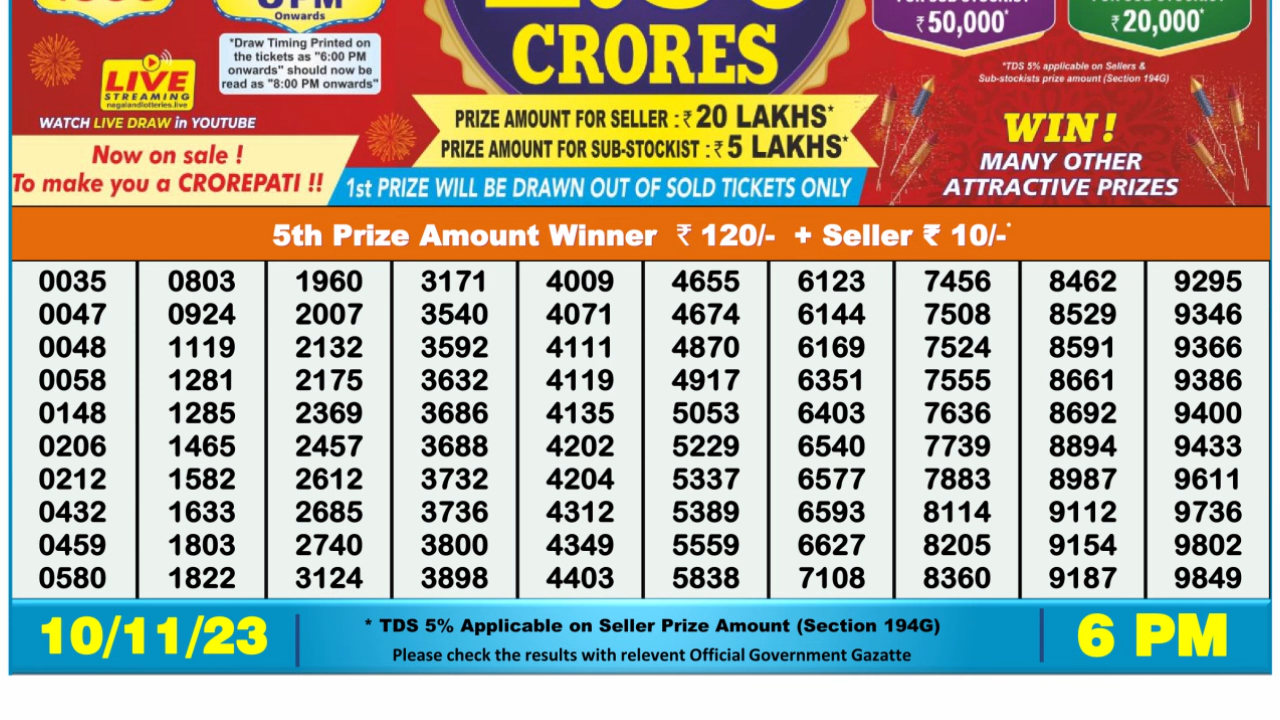 Onwards
*Draw Timing Printed on
the tickets as "6:00 PM
onwards" should now be
read as "8:00 PM onwards"
LIVE
STREAMING
nagalandlotteries.live
WATCH LIVE DRAW in YOUTUBE
Now on sale !
To make you a CROREPATI !!
CRORES
PRIZE AMOUNT FOR SELLER : ₹ 20 LAKHS*
PRIZE AMOUNT FOR SUB-STOCKIST : ₹ 5 LAKHS*
1st PRIZE WILL BE DRAWN OUT OF SOLD TICKETS ONLY
₹ 50,000*
₹ 20,000*
*TDS 5% applicable on Sellers &
Sub-stockists prize amount (Section 194G)
WIN !
MANY OTHER
ATTRACTIVE PRIZES
5th Prize Amount Winner ₹ 120/- + Seller ₹ 10/-*
0035 0803 1960 3171 4009 4655 6123 7456 8462 9295
0047 0924 2007 3540 4071 4674 6144 7508 8529 9346
0048 1119 2132 3592 4111 4870 6169 7524 8591 9366
0058 1281 2175 3632 4119 4917 6351 7555 8661 9386
0148 1285 2369 3686 4135 5053 6403 7636 8692 9400
0206 1465 2457 3688 4202 5229 6540 7739 8894 9433
0212 1582 2612 3732 4204 5337 6577 7883 8987 9611
0432 1633 2685 3736 4312 5389 6593 8114 9112 9736
0459 1803 2740 3800 4349 5559 6627 8205 9154 9802
0580 1822 3124 3898 4403 5838 7108 8360 9187 9849
10/11/23
* TDS 5% Applicable on Seller Prize Amount (Section 194G)
Please check the results with relevent Official Government Gazatte
6 PM